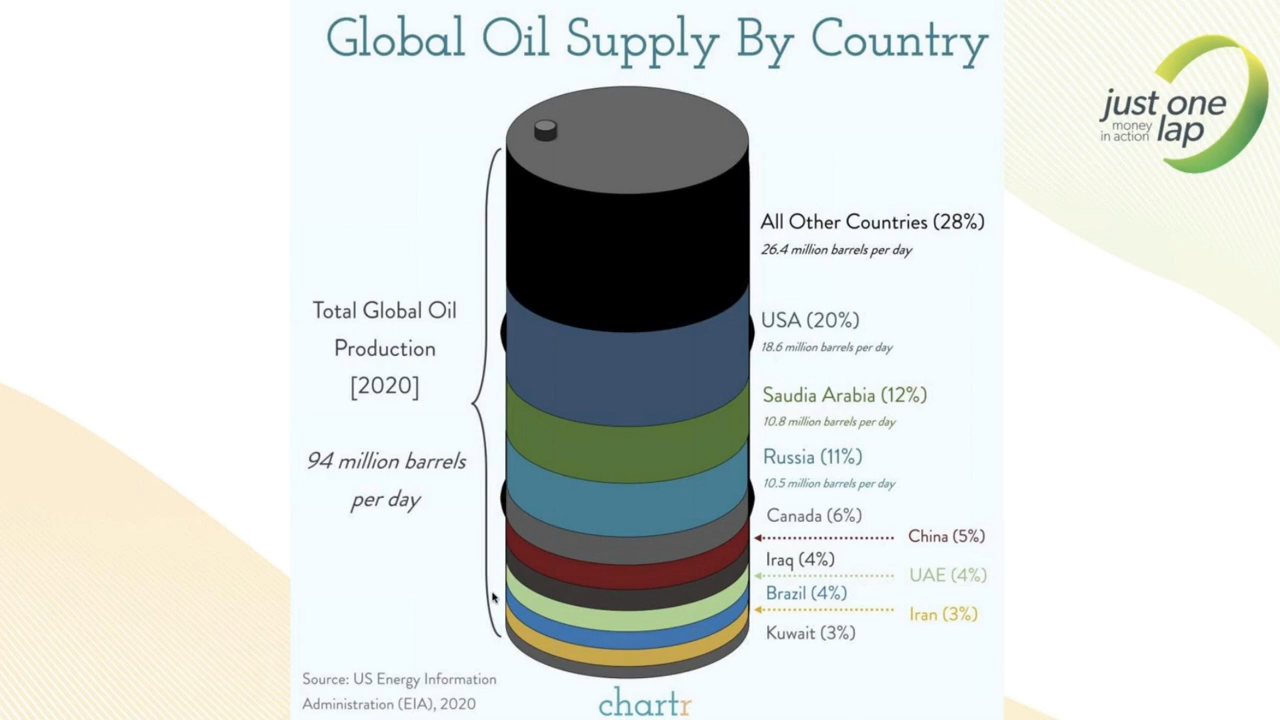 Global Oil Supply By Country
just one
money
in action lap
All Other Countries (28%)
26.4 million barrels per day
Total Global Oil
Production
[2020]
94 million barrels
per day
USA (20%)
18.6 million barrels per day
Saudia Arabia (12%)
10.8 million barrels per day
Russia (11%)
10.5 million barrels per day
Canada (6%)
China (5%)
Iraq (4%)
UAE (4%)
Brazil (4%)
Iran (3%)
Kuwait (3%)
Source: US Energy Information
Administration (EIA), 2020
chartr